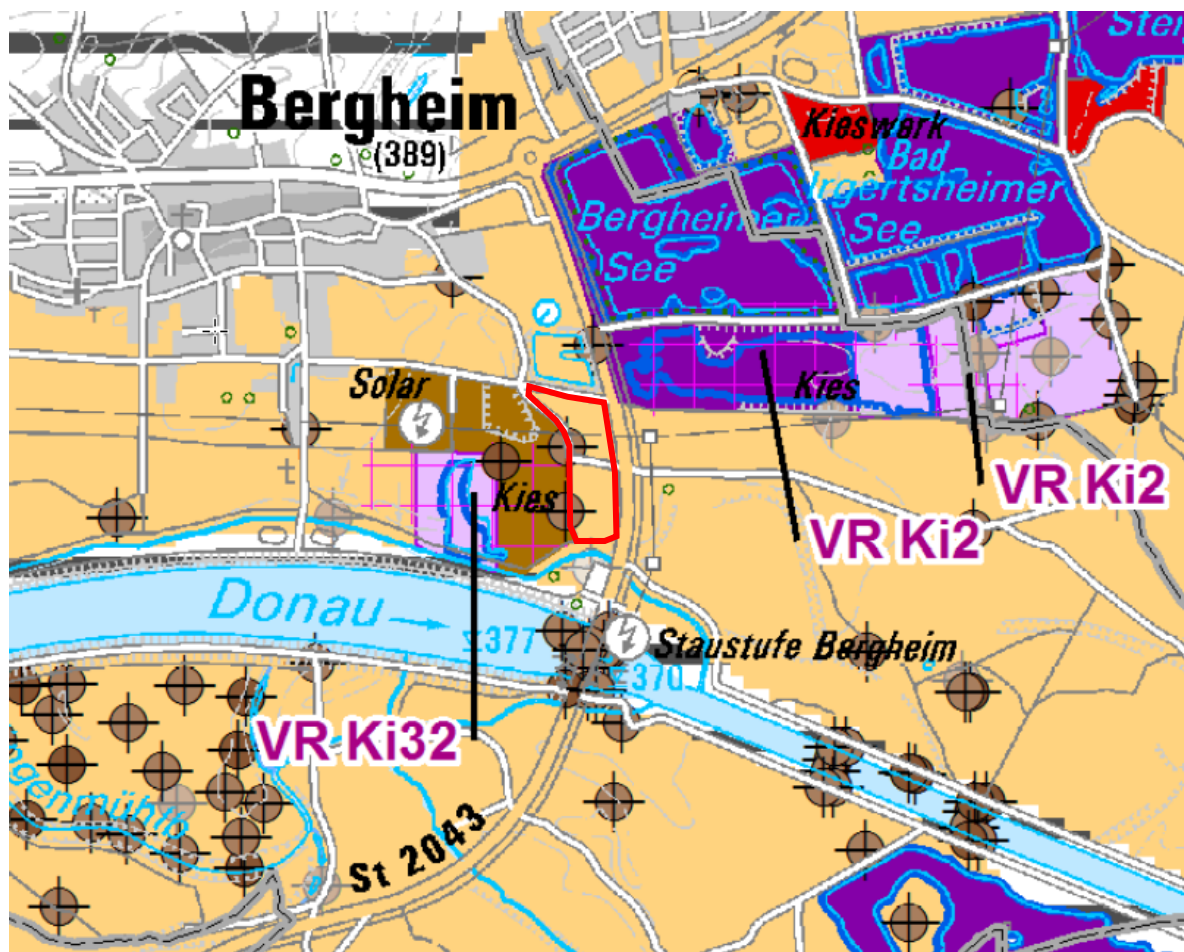 Stei
Bergheim
(389)
Kieswerk
Bad
Irgertsheimer
See
Bergheimer
See
Solar
Kies
Kies
VR Ki2
VR Ki2
Donau
377
Staustufe Bergheim
370
VR Ki32
St 2043